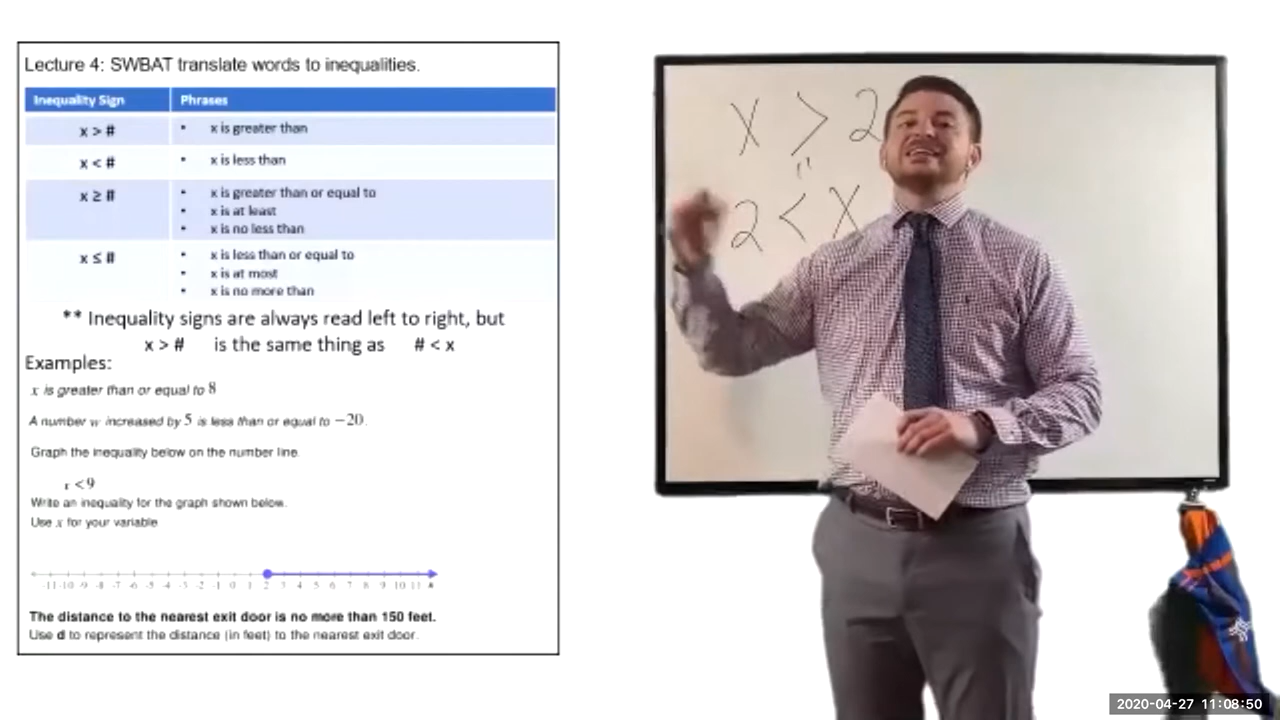 Lecture 4: SWBAT translate words to inequalities.
Inequality Sign Phrases
x > # • x is greater than
x < # • x is less than
x ≥ # • x is greater than or equal to
• x is at least
• x is no less than
x ≤ # • x is less than or equal to
• x is at most
• x is no more than
** Inequality signs are always read left to right, but
x > # is the same thing as # < x
Examples:
x is greater than or equal to 8
A number w increased by 5 is less than or equal to −20.
Graph the inequality below on the number line.
< 9
Write an inequality for the graph shown below.
Use x for your variable
-11 -10 -9 -8 -7 -6 -5 -4 -3 -2 -1 0 1 2 3 4 5 6 7 8 9 10 11
The distance to the nearest exit door is no more than 150 feet.
Use d to represent the distance (in feet) to the nearest exit door.
X > 2
"
2 < X
2020-04-27 11:08:50